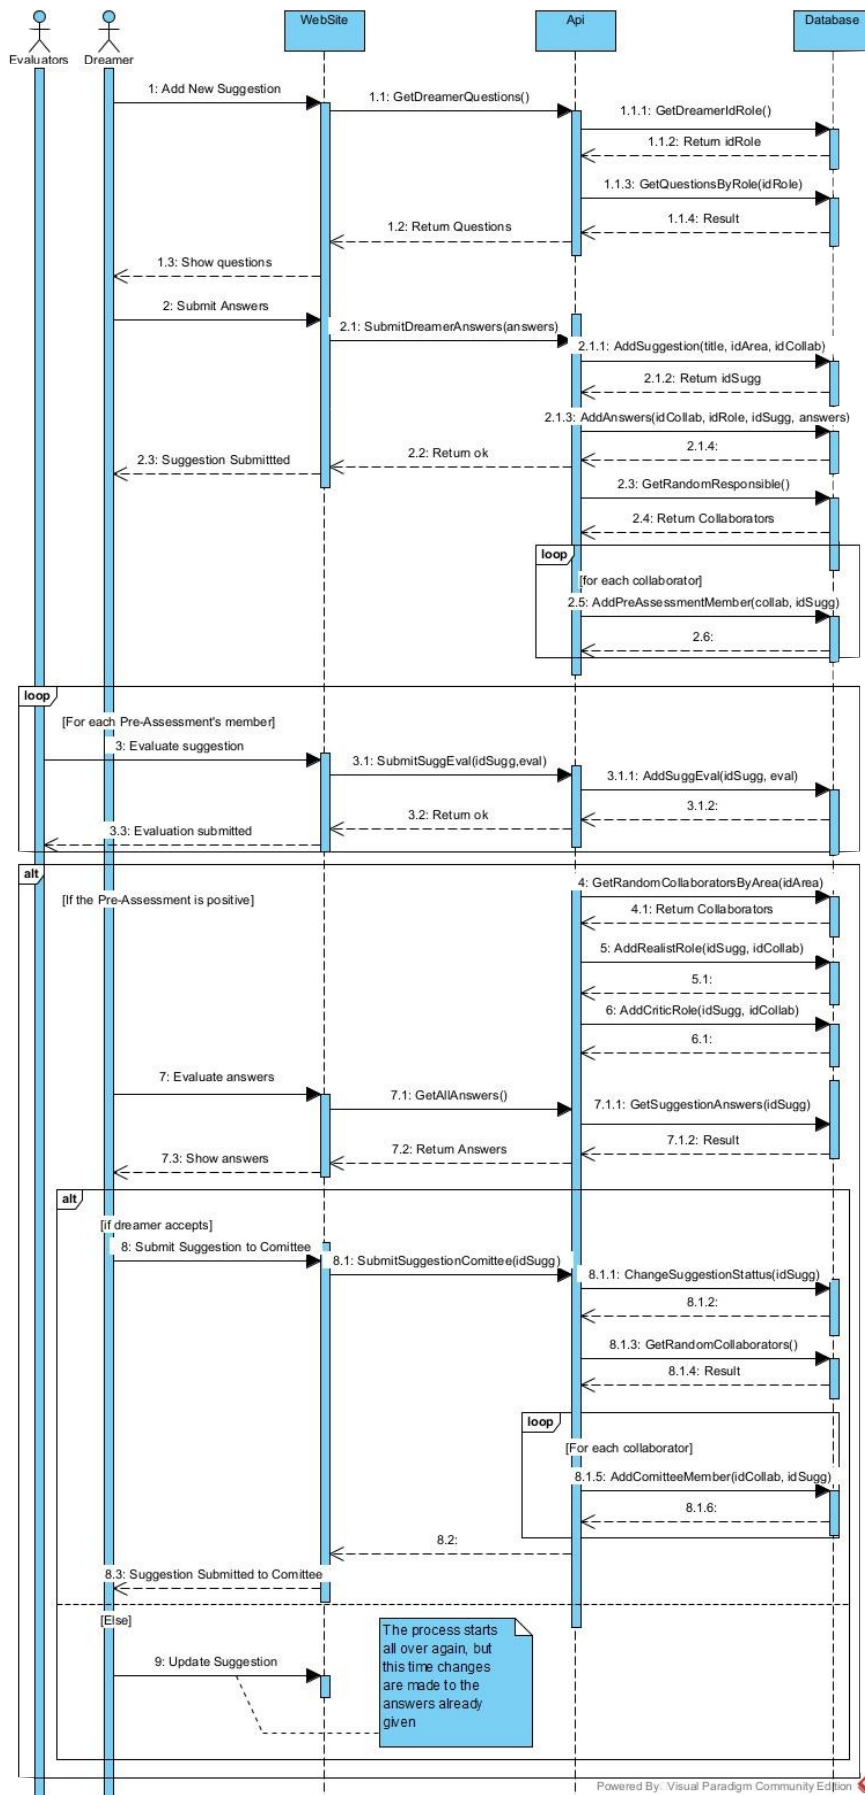 Evaluators
Dreamer
WebSite
Api
Database
1: Add New Suggestion
1.1: GetDreamerQuestions()
1.1.1: GetDreamerIdRole()
1.1.2: Return idRole
1.1.3: GetQuestionsByRole(idRole)
1.1.4: Result
1.2: Return Questions
1.3: Show questions
2: Submit Answers
2.1: SubmitDreamerAnswers(answers)
2.1.1: AddSuggestion(title, idArea, idCollab)
2.1.2: Return idSugg
2.1.3: AddAnswers(idCollab, idRole, idSugg, answers)
2.1.4:
2.2: Return ok
2.3: Suggestion Submittted
2.3: GetRandomResponsible()
2.4: Return Collaborators
loop
[for each collaborator]
2.5: AddPreAssessmentMember(collab, idSugg)
2.6:
loop
[For each Pre-Assessment's member]
3: Evaluate suggestion
3.1: SubmitSuggEval(idSugg,eval)
3.1.1: AddSuggEval(idSugg, eval)
3.1.2:
3.2: Return ok
3.3: Evaluation submitted
alt
[If the Pre-Assessment is positive]
4: GetRandomCollaboratorsByArea(idArea)
4.1: Return Collaborators
5: AddRealistRole(idSugg, idCollab)
5.1:
6: AddCriticRole(idSugg, idCollab)
6.1:
7: Evaluate answers
7.1: GetAllAnswers()
7.1.1: GetSuggestionAnswers(idSugg)
7.1.2: Result
7.2: Return Answers
7.3: Show answers
alt
[if dreamer accepts]
8: Submit Suggestion to Comittee
8.1: SubmitSuggestionComittee(idSugg)
8.1.1: ChangeSuggestionStattus(idSugg)
8.1.2:
8.1.3: GetRandomCollaborators()
8.1.4: Result
loop
[For each collaborator]
8.1.5: AddComitteeMember(idCollab, idSugg)
8.1.6:
8.2:
8.3: Suggestion Submitted to Comittee
[Else]
The process starts
all over again, but
this time changes
are made to the
answers already
given
9: Update Suggestion
Powered By: Visual Paradigm Community Edition